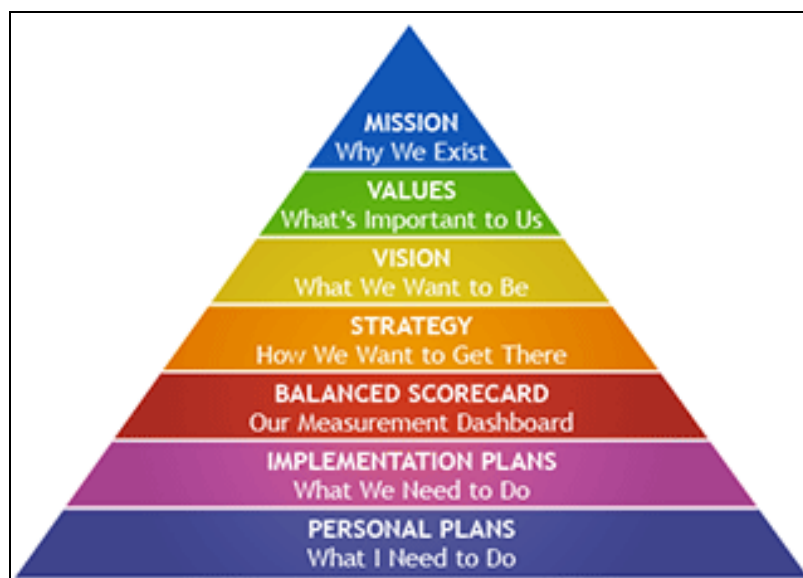 MISSION
Why We Exist
VALUES
What's Important to Us
VISION
What We Want to Be
STRATEGY
How We Want to Get There
BALANCED SCORECARD
Our Measurement Dashboard
IMPLEMENTATION PLANS
What We Need to Do
PERSONAL PLANS
What I Need to Do